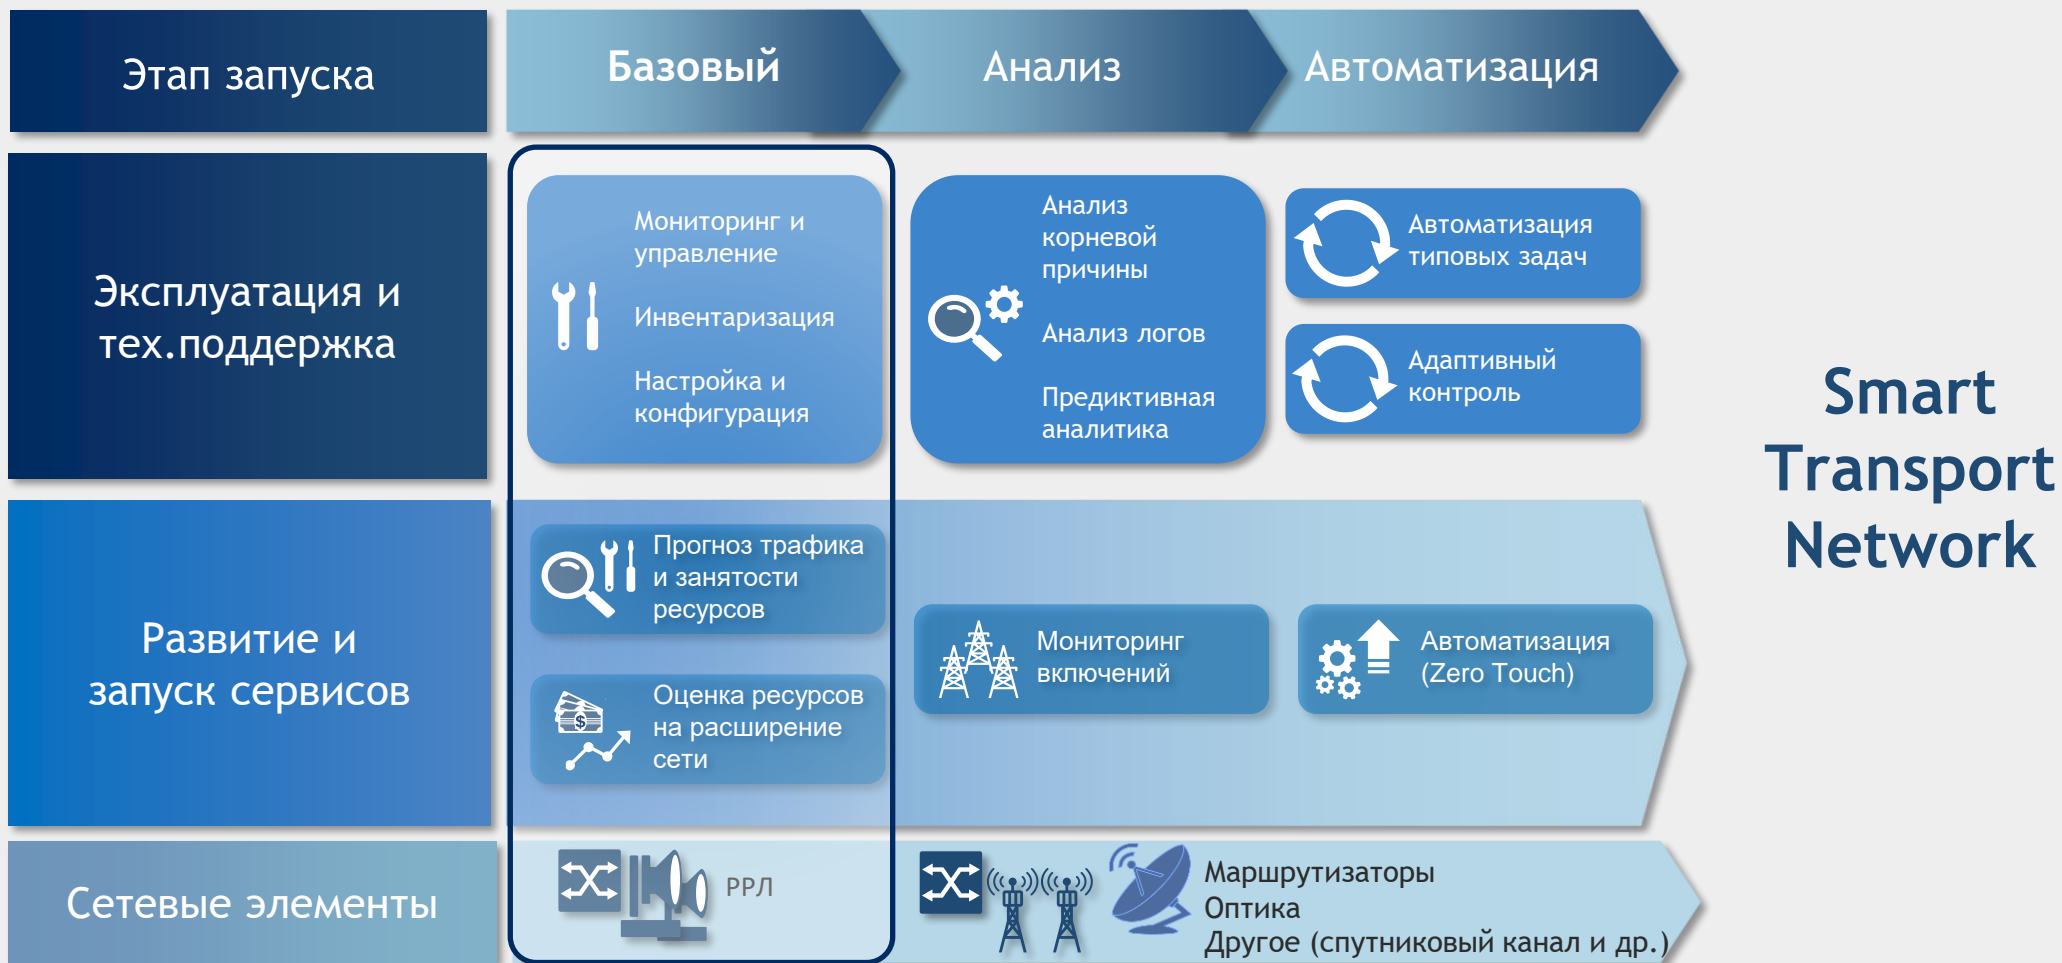 Этап запуска
Базовый
Анализ
Автоматизация
Эксплуатация и
тех.поддержка
Мониторинг и
управление
Инвентаризация
Настройка и
конфигурация
Анализ
корневой
причины
Анализ логов
Предиктивная
аналитика
Автоматизация
типовых задач
Адаптивный
контроль
Развитие и
запуск сервисов
Прогноз трафика
и занятости
ресурсов
$
Оценка ресурсов
на расширение
сети
Мониторинг
включений
Автоматизация
(Zero Touch)
Сетевые элементы
РРЛ
Маршрутизаторы
Оптика
Другое (спутниковый канал и др.)
Smart
Transport
Network